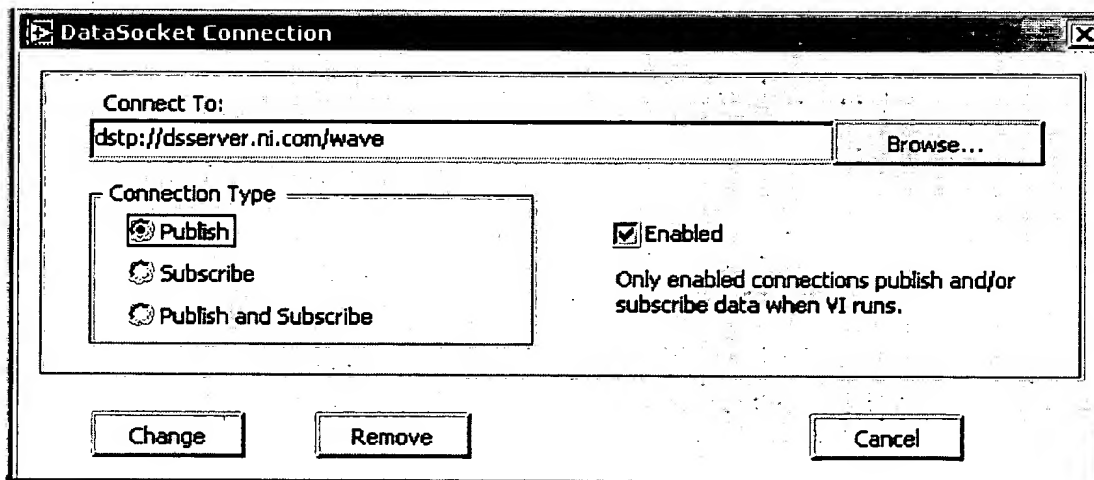 DataSocket Connection
Connect To:
dstp://dsserver.ni.com/wave
Browse...
Connection Type
Publish
Enabled
Subscribe
Only enabled connections publish and/or
subscribe data when VI runs.
Publish and Subscribe
Change
Remove
Cancel